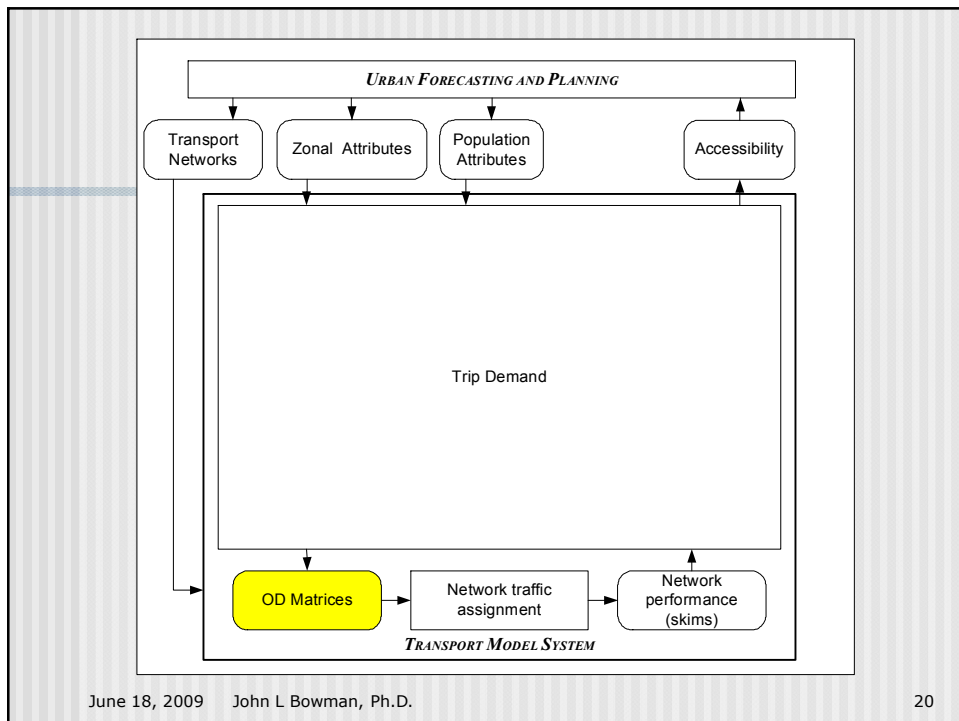 URBAN FORECASTING AND PLANNING
Transport
Networks
Zonal Attributes
Population
Attributes
Accessibility
Trip Demand
OD Matrices
Network traffic
assignment
Network
performance
(skims)
TRANSPORT MODEL SYSTEM
June 18, 2009 John L Bowman, Ph.D. 20